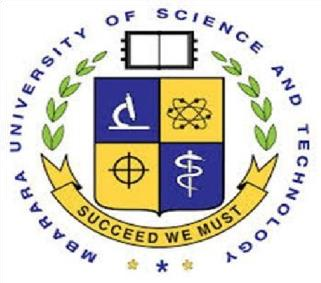 MBARARA UNIVERSITY OF SCIENCE AND TECHNOLOGY
SUCCEED WE MUST